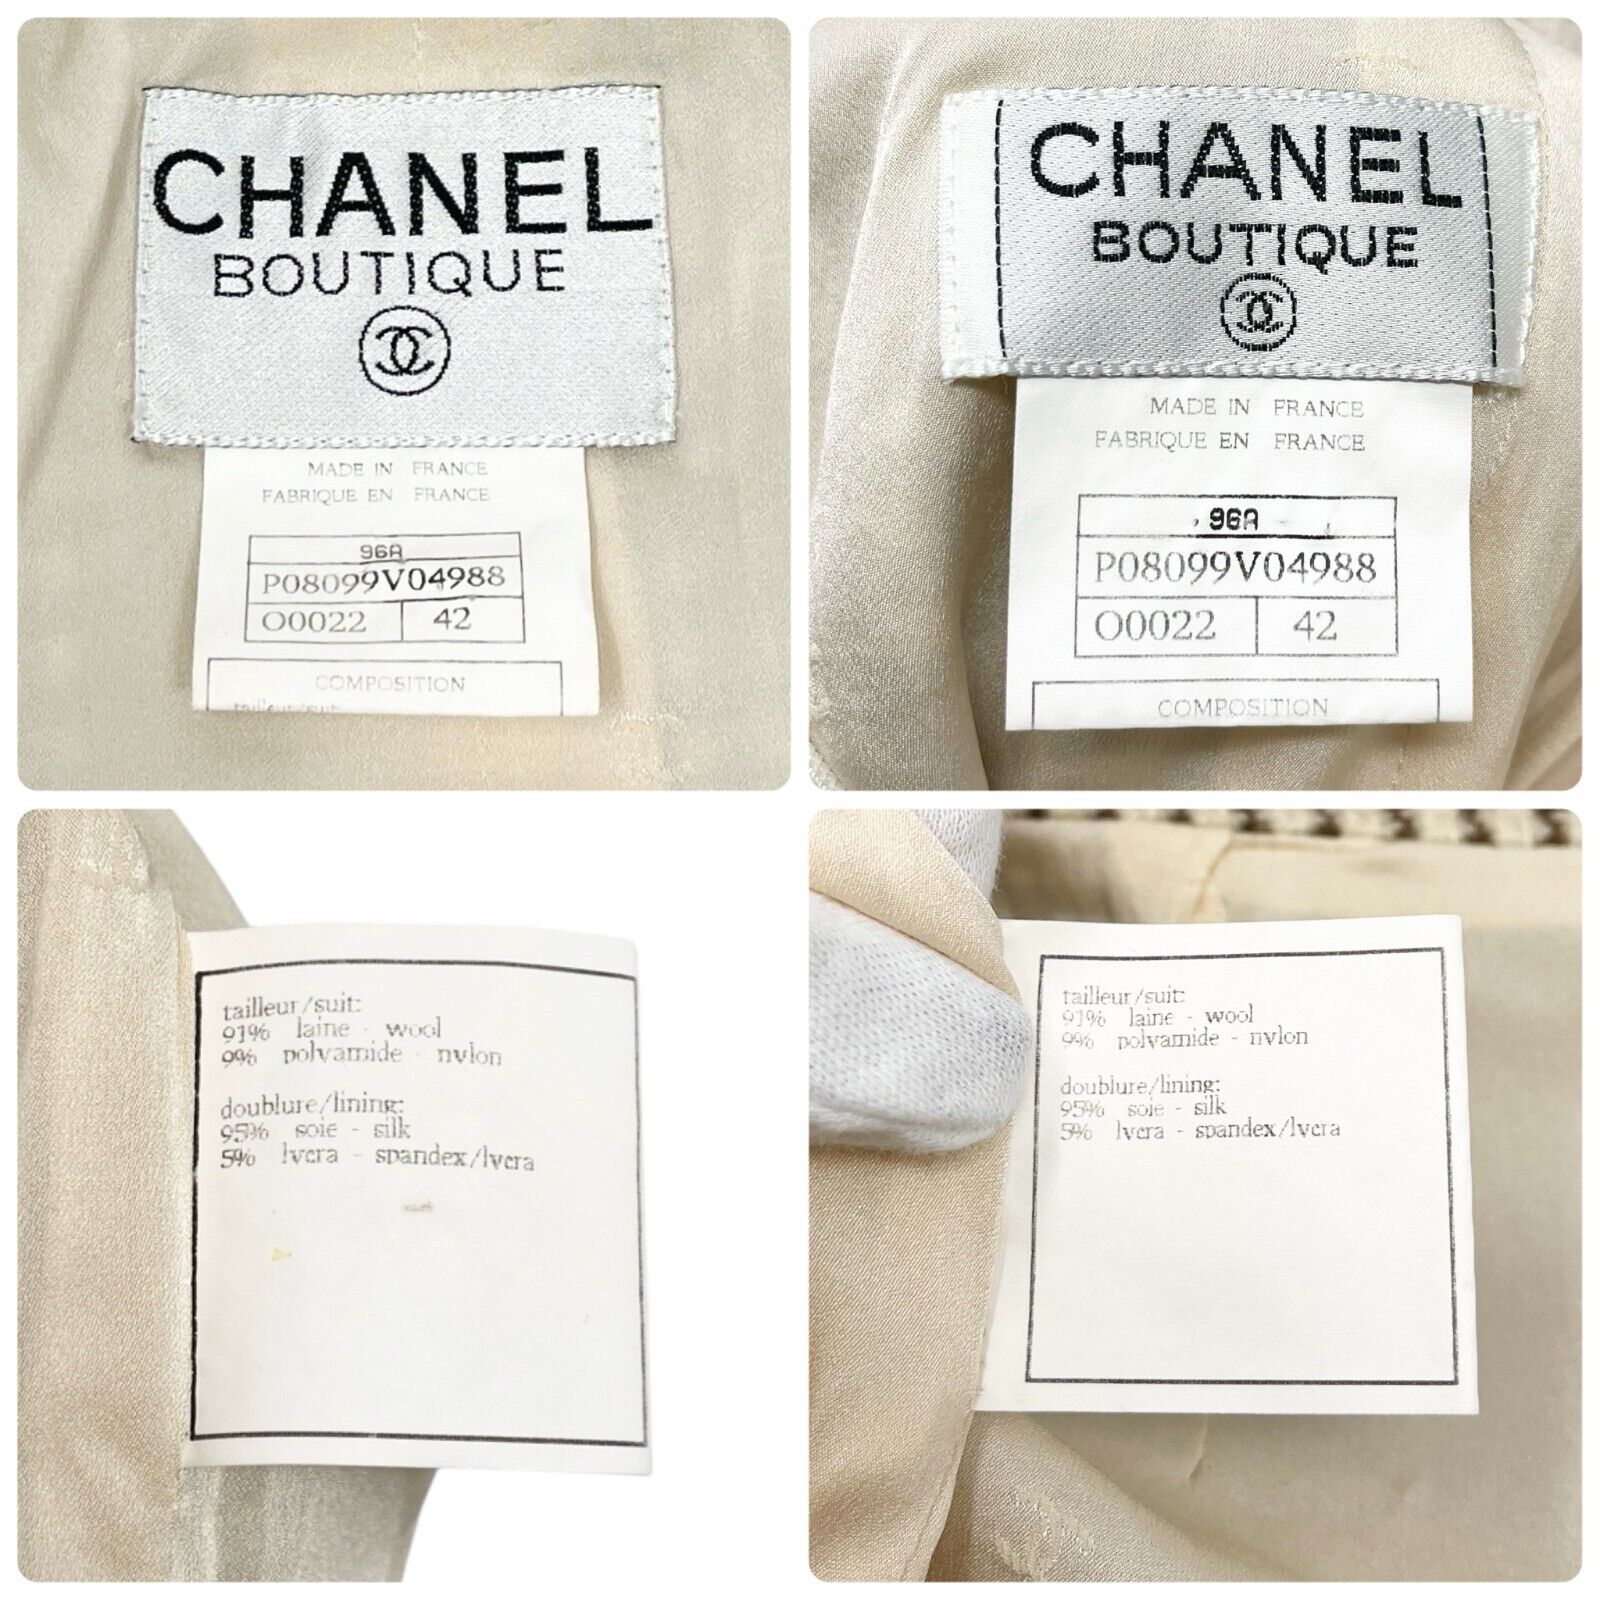 CHANEL
BOUTIQUE
MADE IN FRANCE
FABRIQUE EN FRANCE
96A
P08099V04988
O0022 42
COMPOSITION
tailleur/suit:
CHANEL
BOUTIQUE
MADE IN FRANCE
FABRIQUE EN FRANCE
96A
P08099V04988
O0022 42
COMPOSITION
tailleur/suit:
91% laine - wool
9% polyamide - nylon
doublure/lining:
95% soie - silk
5% lycra - spandex/lycra
tailleur/suit:
91% laine - wool
9% polyamide - nylon
doublure/lining:
95% soie - silk
5% lycra - spandex/lycra